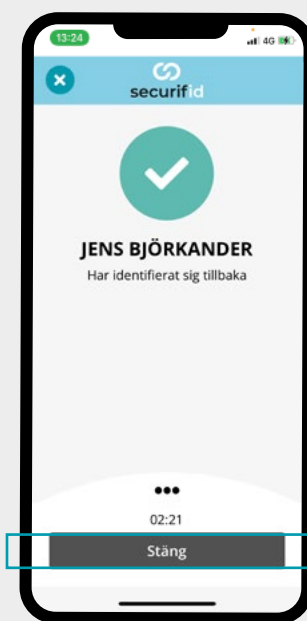 13:24
4G
securifid
JENS BJÖRKANDER
Har identifierat sig tillbaka
02:21
Stäng